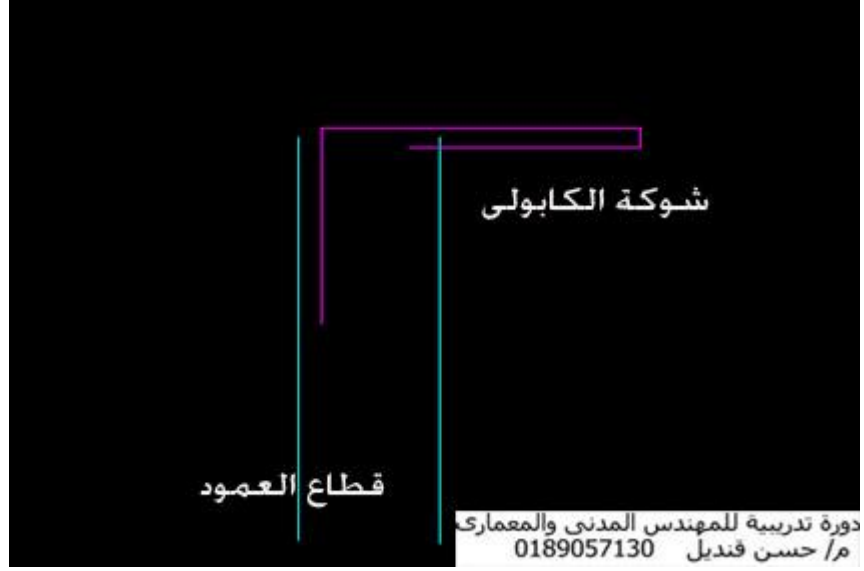 شوكة الكابولى
قطاع العمود
دورة تدريبية للمهندس المدنى والمعمارى
م/ حسن قنديل 0189057130